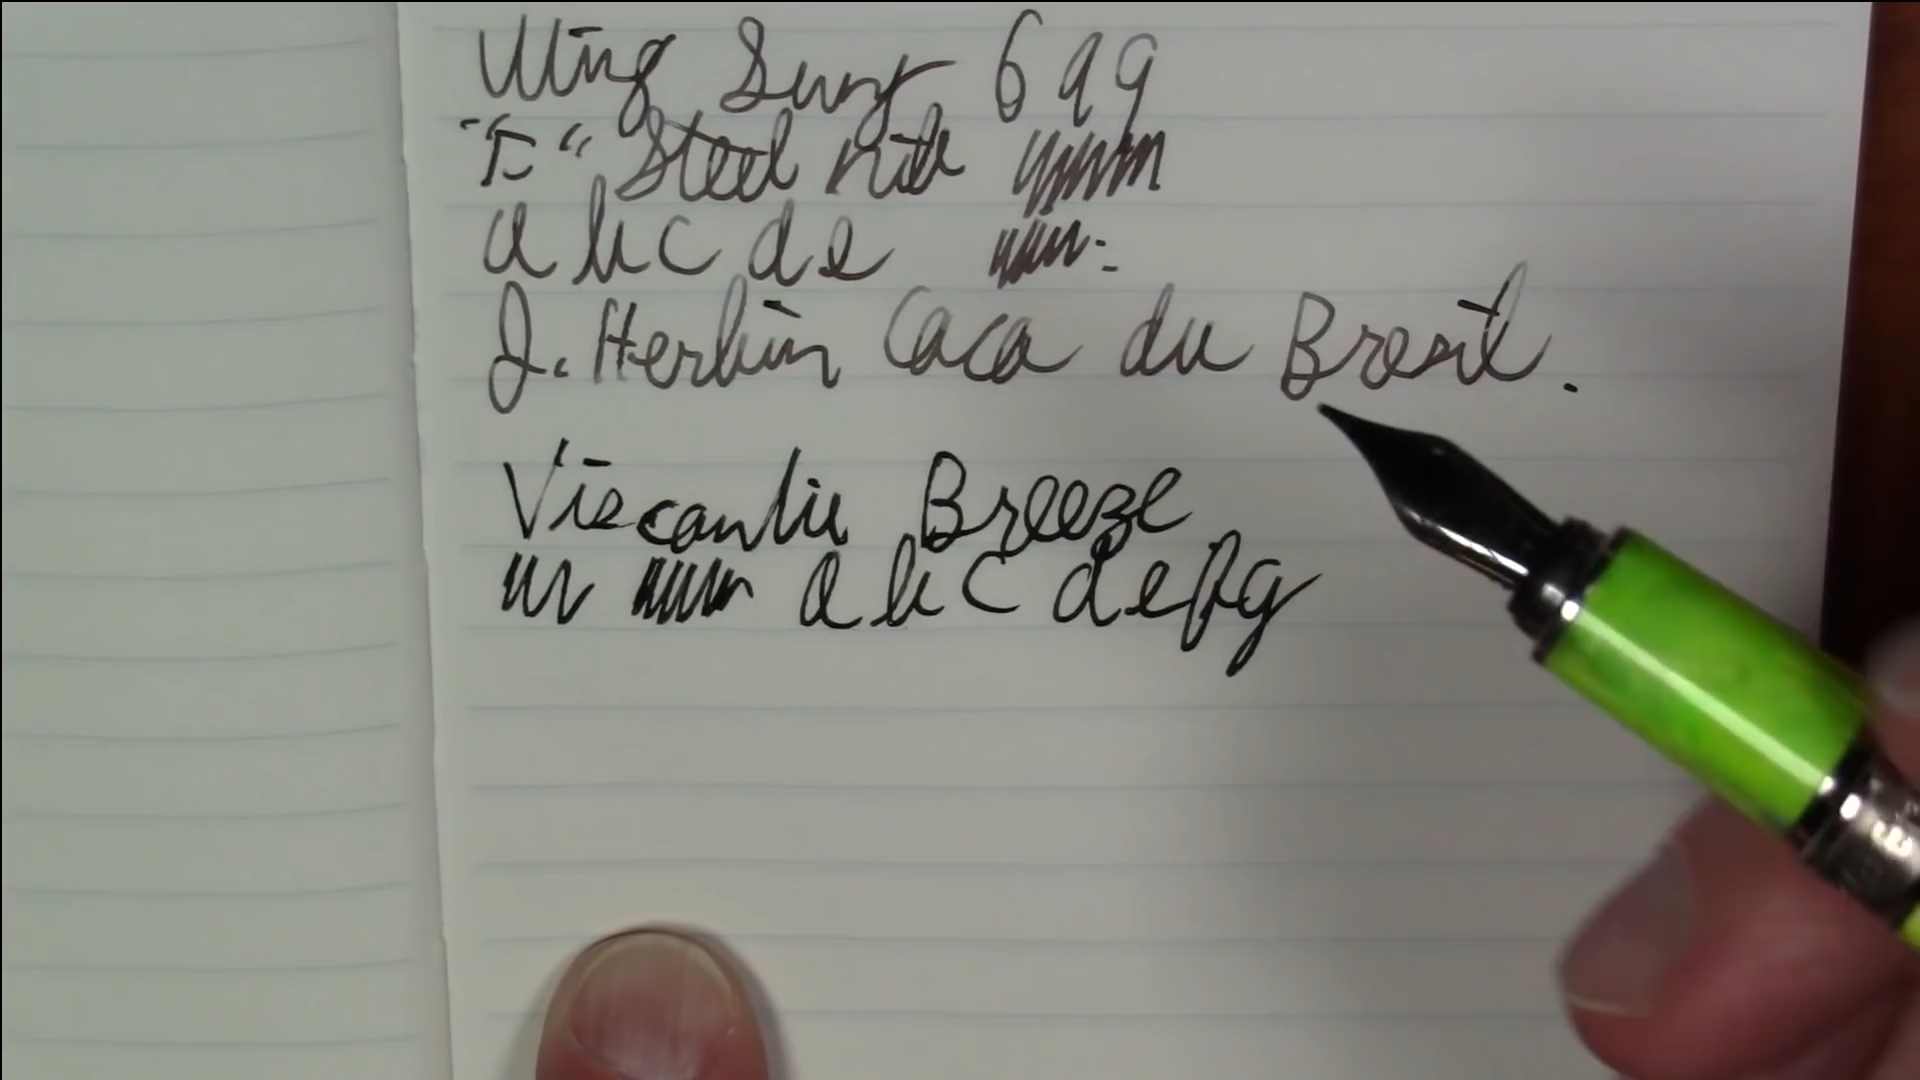 Wing Sung 699
"F" Steel nib
a b c d e
J. Herbin Caca du Bresil.
Visconti Breeze
a b c d e f g